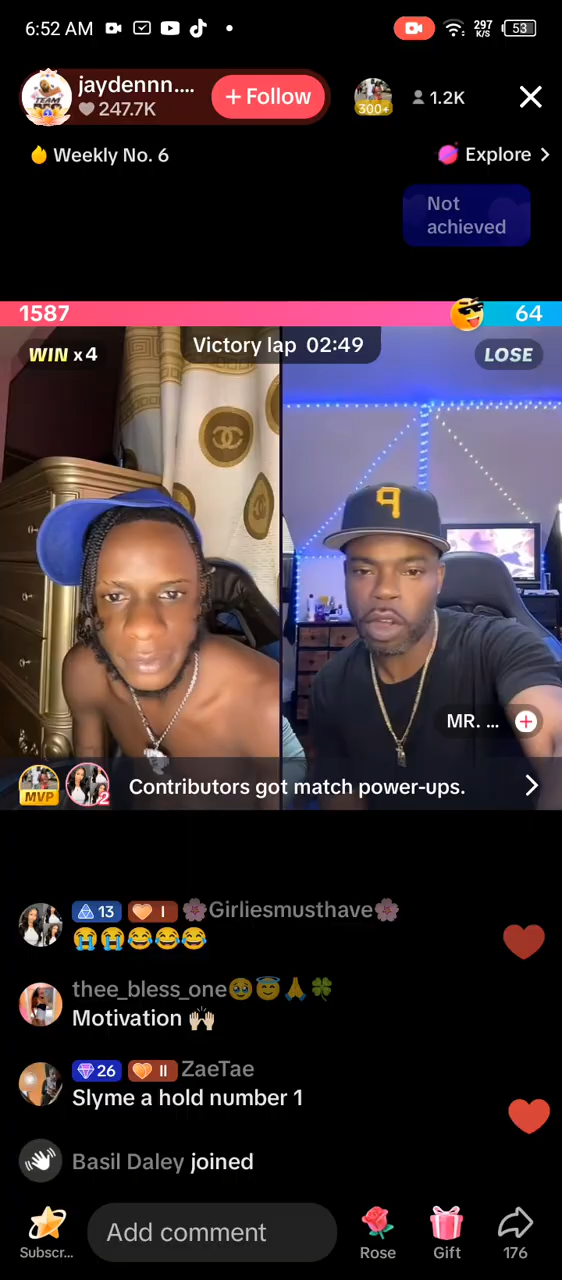 6:52 AM
297
K/S
53
jaydennn....
247.7K
+ Follow
300+
1.2K
Weekly No. 6
Explore
Not
achieved
1587
64
WIN x4
Victory lap 02:49
LOSE
MR. ...
MVP
2
Contributors got match power-ups.
13 I 🌸Girliesmusthave🌸
😭😭😂😂😂
thee_bless_one🥹😇🙏🍀
Motivation 🙌🏻
26 II ZaeTae
Slyme a hold number 1
Basil Daley joined
Subscr...
Add comment
Rose
Gift
176